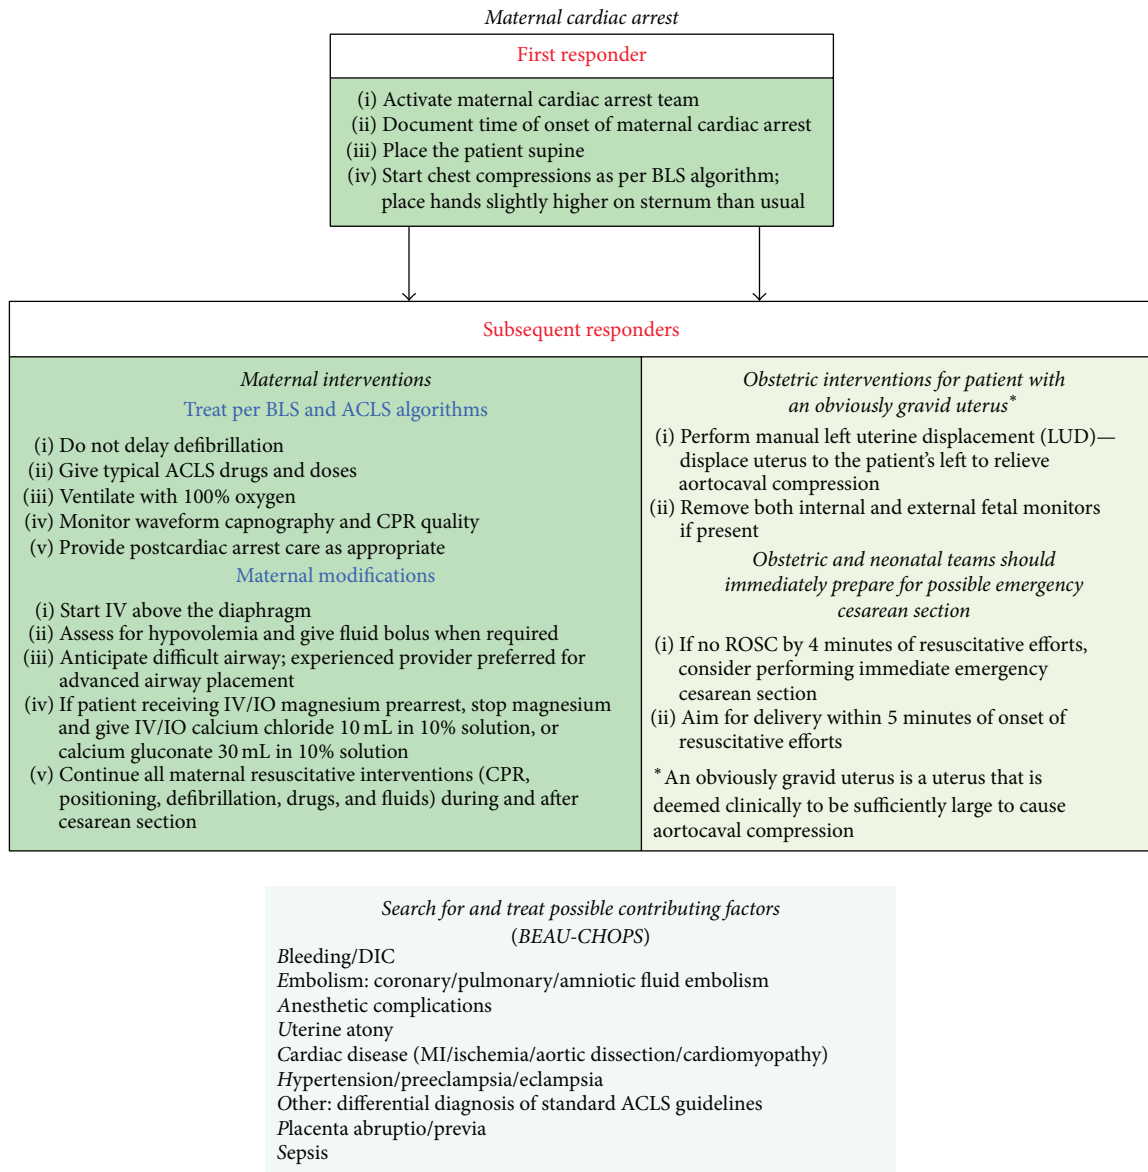 Maternal cardiac arrest
First responder
(i) Activate maternal cardiac arrest team
(ii) Document time of onset of maternal cardiac arrest
(iii) Place the patient supine
(iv) Start chest compressions as per BLS algorithm;
place hands slightly higher on sternum than usual
Subsequent responders
Maternal interventions
Treat per BLS and ACLS algorithms
(i) Do not delay defibrillation
(ii) Give typical ACLS drugs and doses
(iii) Ventilate with 100% oxygen
(iv) Monitor waveform capnography and CPR quality
(v) Provide postcardiac arrest care as appropriate
Maternal modifications
(i) Start IV above the diaphragm
(ii) Assess for hypovolemia and give fluid bolus when required
(iii) Anticipate difficult airway; experienced provider preferred for
advanced airway placement
(iv) If patient receiving IV/IO magnesium prearrest, stop magnesium
and give IV/IO calcium chloride 10 mL in 10% solution, or
calcium gluconate 30 mL in 10% solution
(v) Continue all maternal resuscitative interventions (CPR,
positioning, defibrillation, drugs, and fluids) during and after
cesarean section
Obstetric interventions for patient with
an obviously gravid uterus*
(i) Perform manual left uterine displacement (LUD)—
displace uterus to the patient's left to relieve
aortocaval compression
(ii) Remove both internal and external fetal monitors
if present
Obstetric and neonatal teams should
immediately prepare for possible emergency
cesarean section
(i) If no ROSC by 4 minutes of resuscitative efforts,
consider performing immediate emergency
cesarean section
(ii) Aim for delivery within 5 minutes of onset of
resuscitative efforts
*An obviously gravid uterus is a uterus that is
deemed clinically to be sufficiently large to cause
aortocaval compression
Search for and treat possible contributing factors
(BEAU-CHOPS)
Bleeding/DIC
Embolism: coronary/pulmonary/amniotic fluid embolism
Anesthetic complications
Uterine atony
Cardiac disease (MI/ischemia/aortic dissection/cardiomyopathy)
Hypertension/preeclampsia/eclampsia
Other: differential diagnosis of standard ACLS guidelines
Placenta abruptio/previa
Sepsis